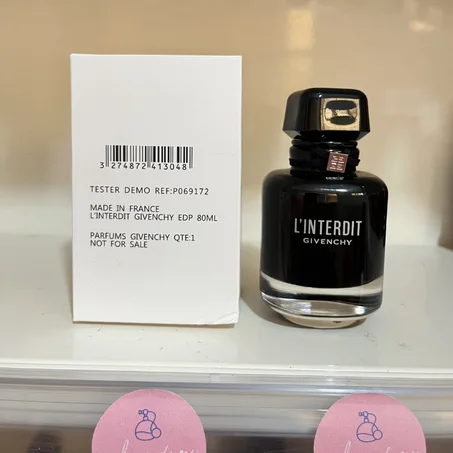 3 274872 413048
TESTER DEMO REF:P069172
MADE IN FRANCE
L'INTERDIT GIVENCHY EDP 80ML
PARFUMS GIVENCHY QTE:1
NOT FOR SALE
L'INTERDIT
GIVENCHY